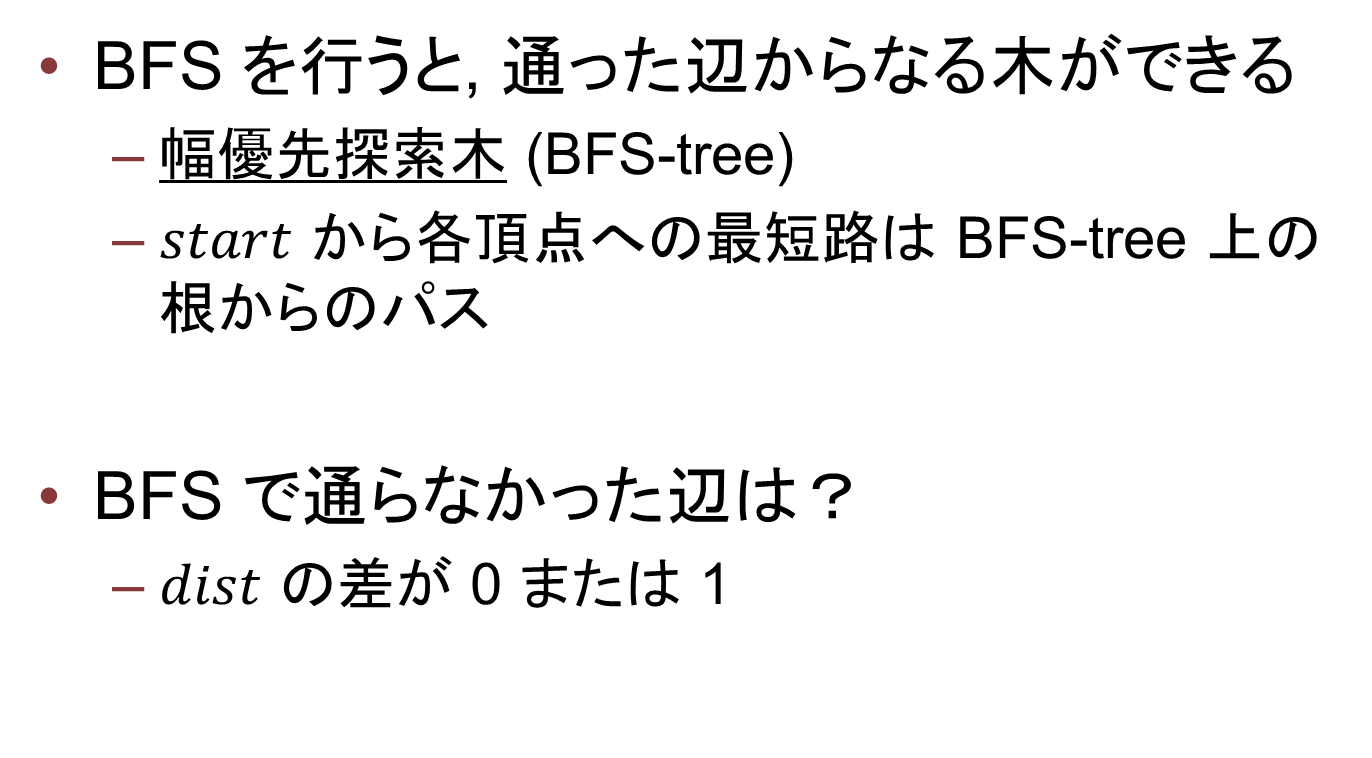 • BFS を行うと, 通った辺からなる木ができる
– 幅優先探索木 (BFS-tree)
– start から各頂点への最短路は BFS-tree 上の
根からのパス
• BFS で通らなかった辺は？
– dist の差が 0 または 1